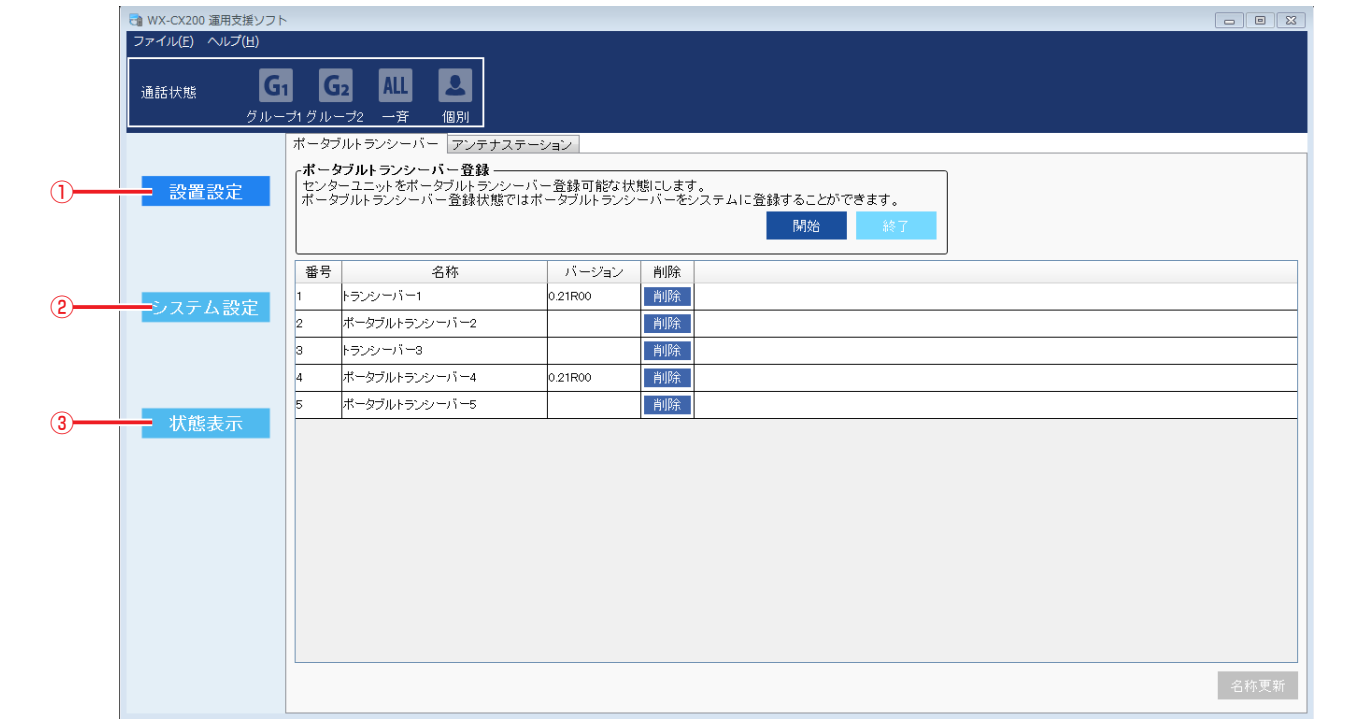 WX-CX200 運用支援ソフト
ファイル(F) ヘルプ(H)
通話状態
G1 G2 ALL
グループ1 グループ2 一斉 個別
ポータブルトランシーバー アンテナステーション
① 設置設定
ポータブルトランシーバー登録
センターユニットをポータブルトランシーバー登録可能な状態にします。
ポータブルトランシーバー登録状態ではポータブルトランシーバーをシステムに登録することができます。
開始 終了
番号 名称 バージョン 削除
1 トランシーバー1 0.21R00 削除
② システム設定
2 ポータブルトランシーバー2 削除
3 トランシーバー3 削除
4 ポータブルトランシーバー4 0.21R00 削除
5 ポータブルトランシーバー5 削除
③ 状態表示
名称更新